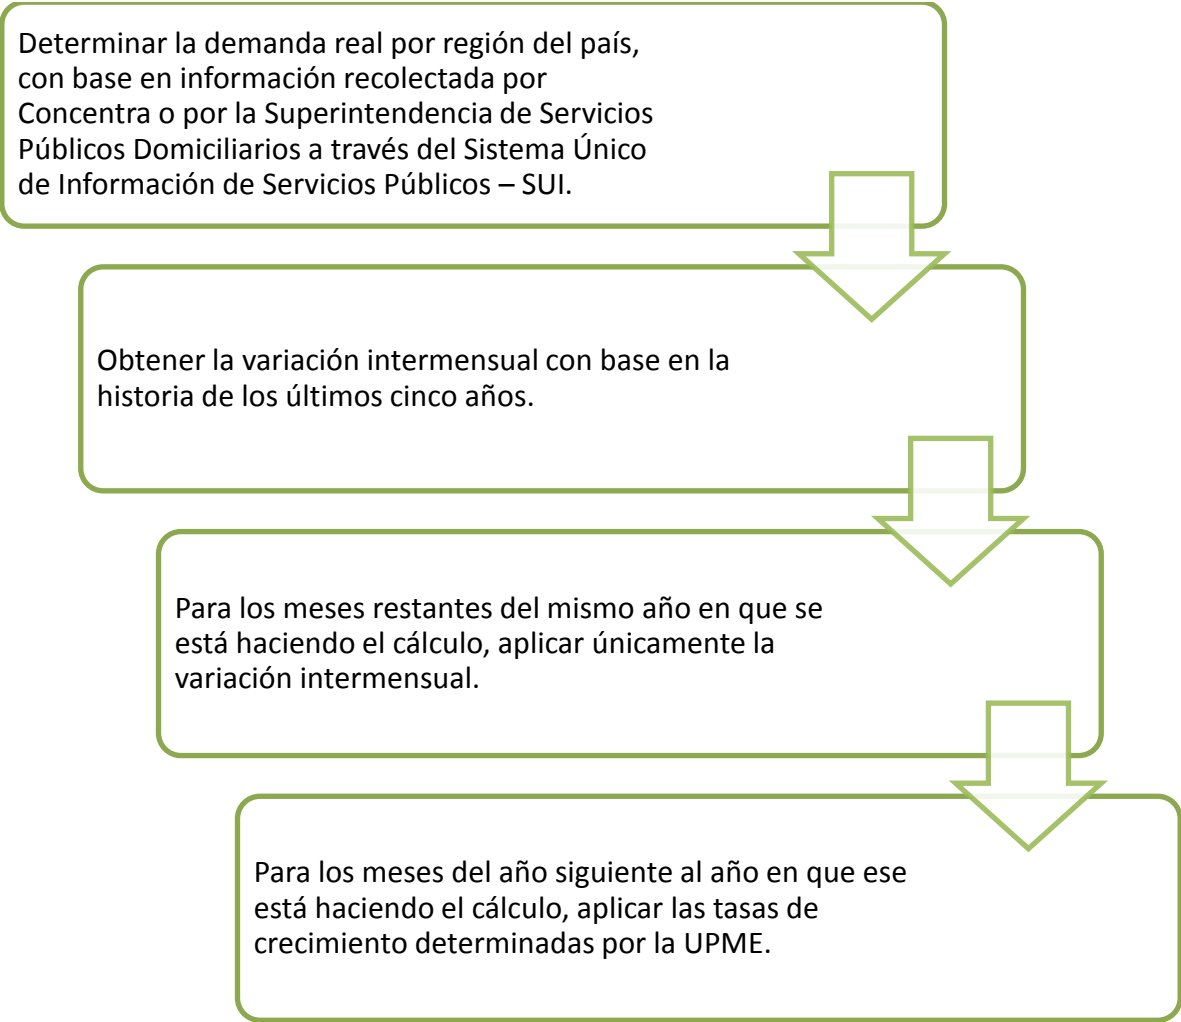 Determinar la demanda real por región del país,
con base en información recolectada por
Concentra o por la Superintendencia de Servicios
Públicos Domiciliarios a través del Sistema Único
de Información de Servicios Públicos – SUI.
Obtener la variación intermensual con base en la
historia de los últimos cinco años.
Para los meses restantes del mismo año en que se
está haciendo el cálculo, aplicar únicamente la
variación intermensual.
Para los meses del año siguiente al año en que ese
está haciendo el cálculo, aplicar las tasas de
crecimiento determinadas por la UPME.